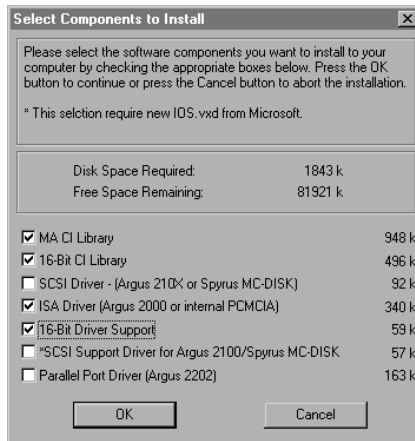 Select Components to Install
Please select the software components you want to install to your
computer by checking the appropriate boxes below. Press the OK
button to continue or press the Cancel button to abort the installation.
* This selction require new IOS.vxd from Microsoft.
Disk Space Required: 1843 k
Free Space Remaining: 81921 k
MA CI Library 948 k
16-Bit CI Library 496 k
SCSI Driver - (Argus 210X or Spyrus MC-DISK) 92 k
ISA Driver (Argus 2000 or internal PCMCIA) 340 k
16-Bit Driver Support 59 k
*SCSI Support Driver for Argus 2100/Spyrus MC-DISK 57 k
Parallel Port Driver (Argus 2202) 163 k
OK Cancel